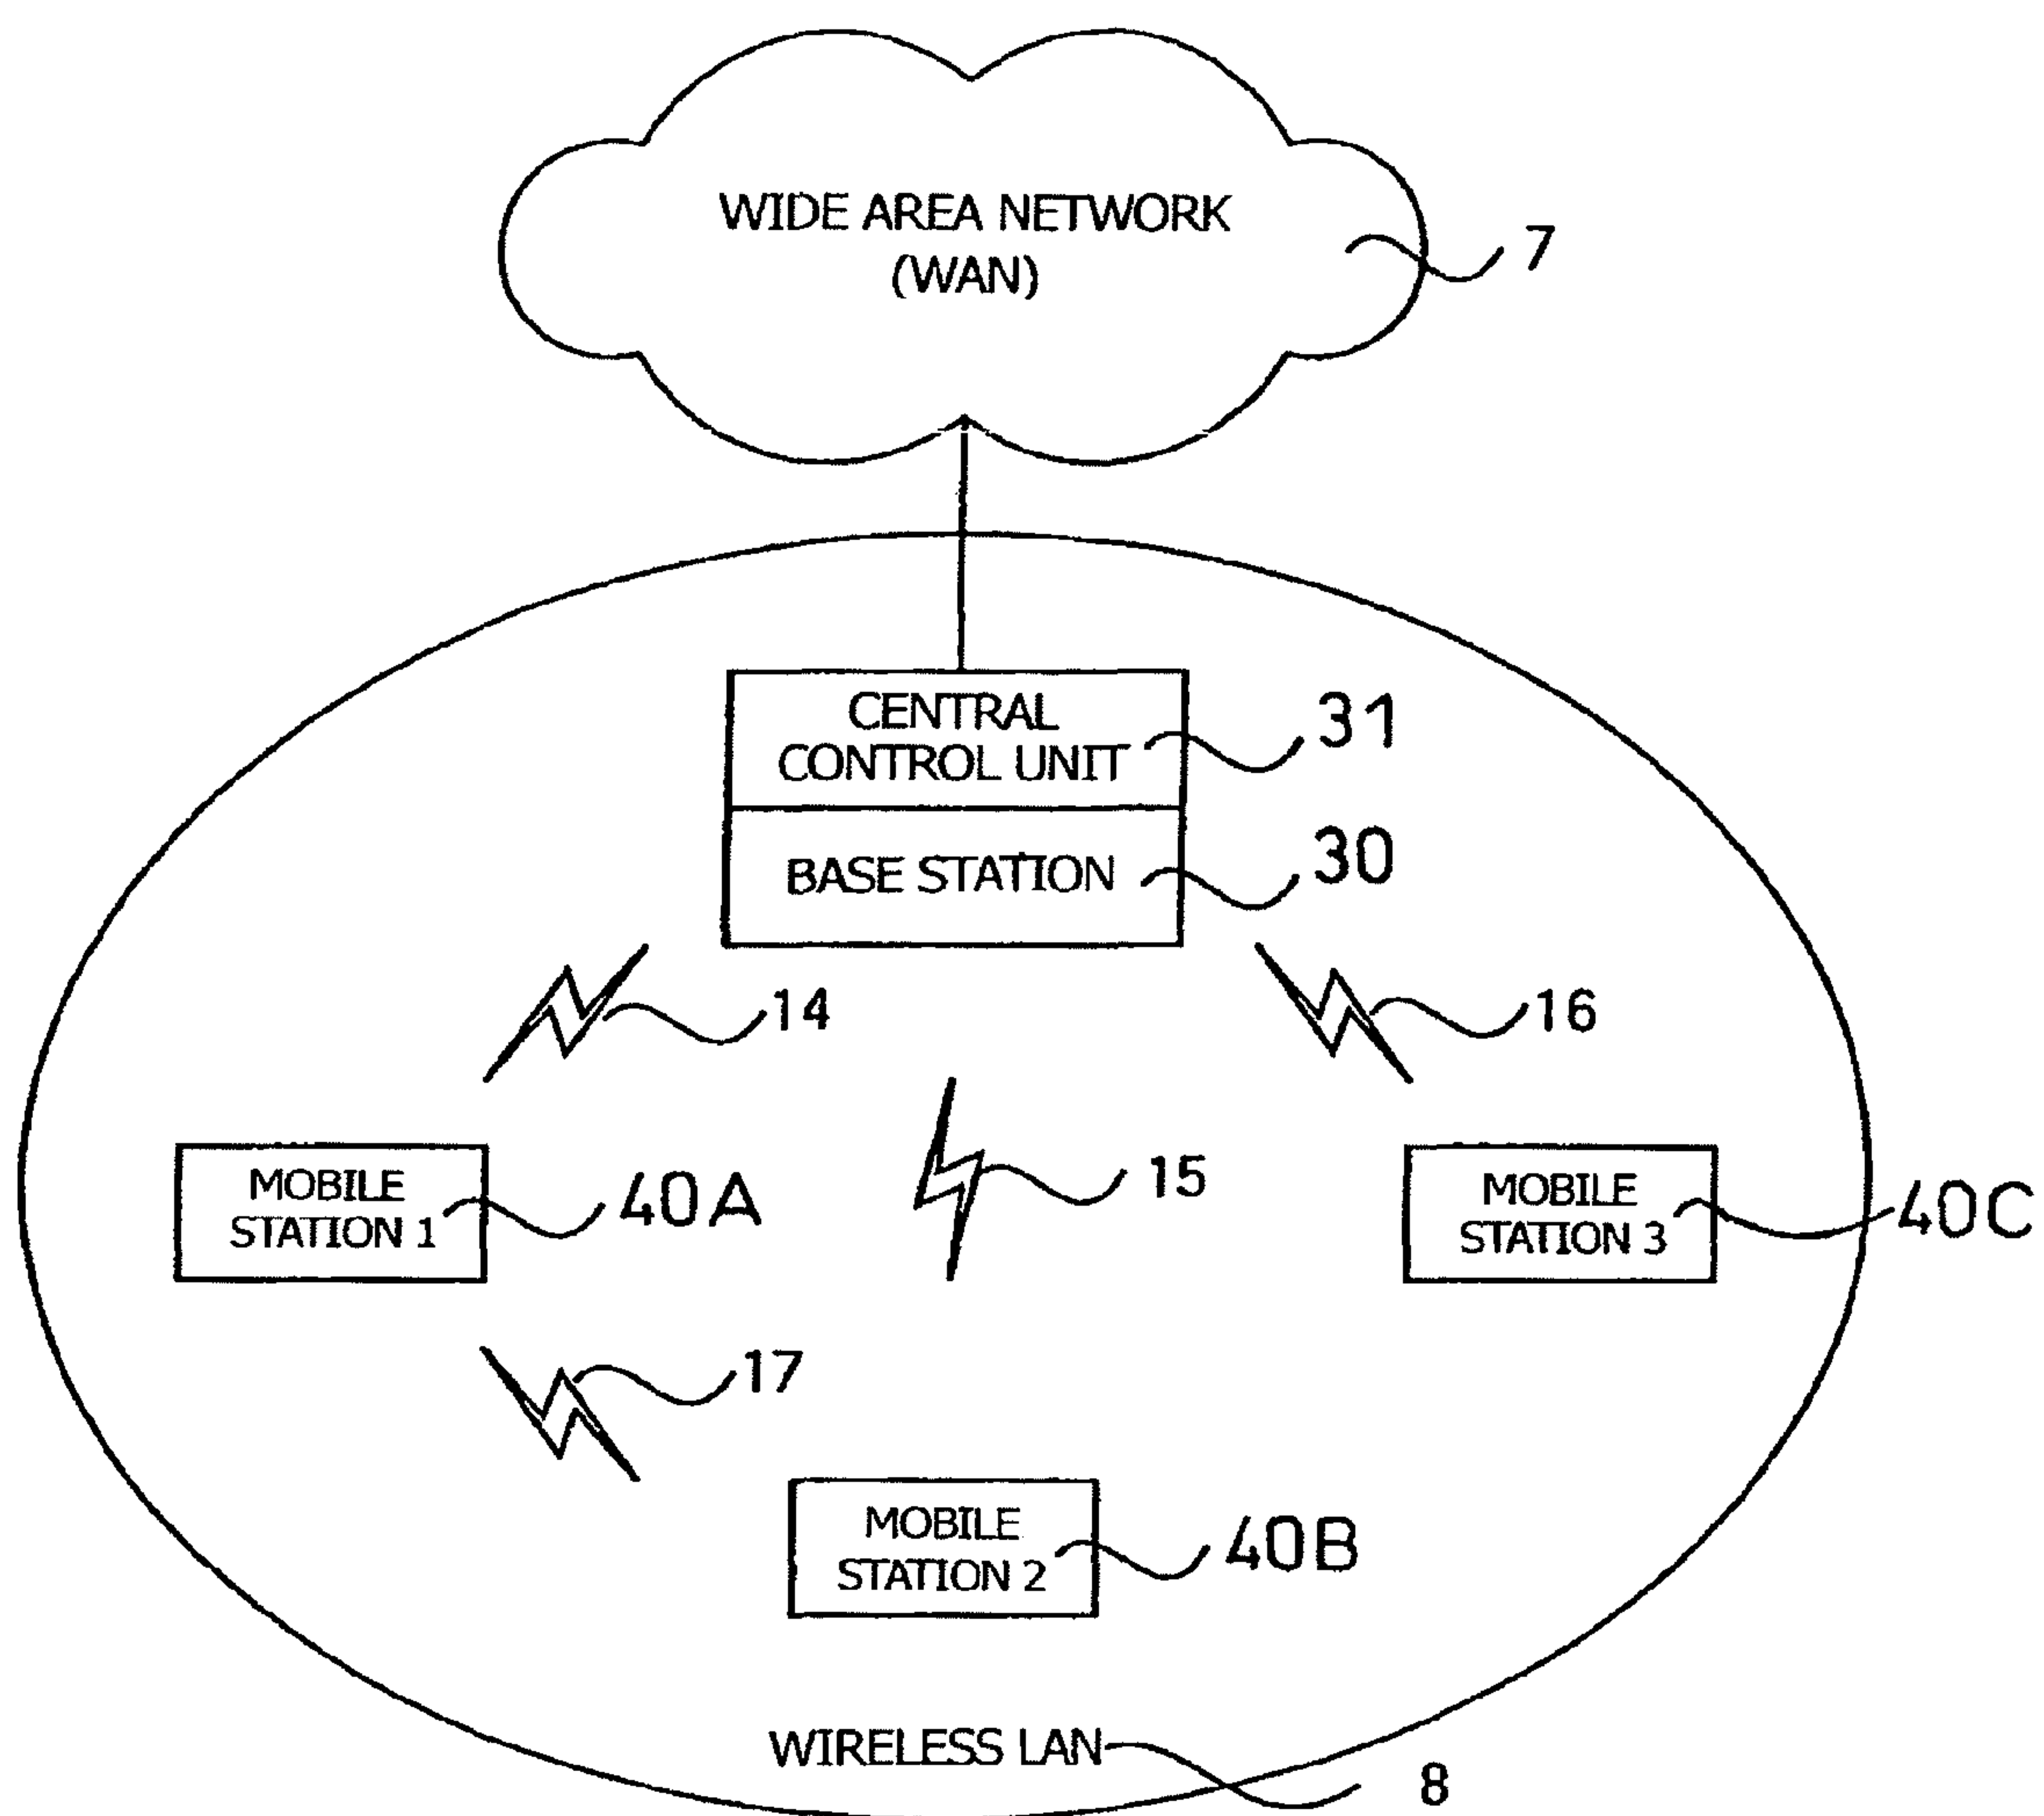 WIDE AREA NETWORK
(WAN)
7
CENTRAL
CONTROL UNIT
31
BASE STATION
30
14
16
15
MOBILE
STATION 1
40A
MOBILE
STATION 3
40C
17
MOBILE
STATION 2
40B
WIRELESS LAN
8